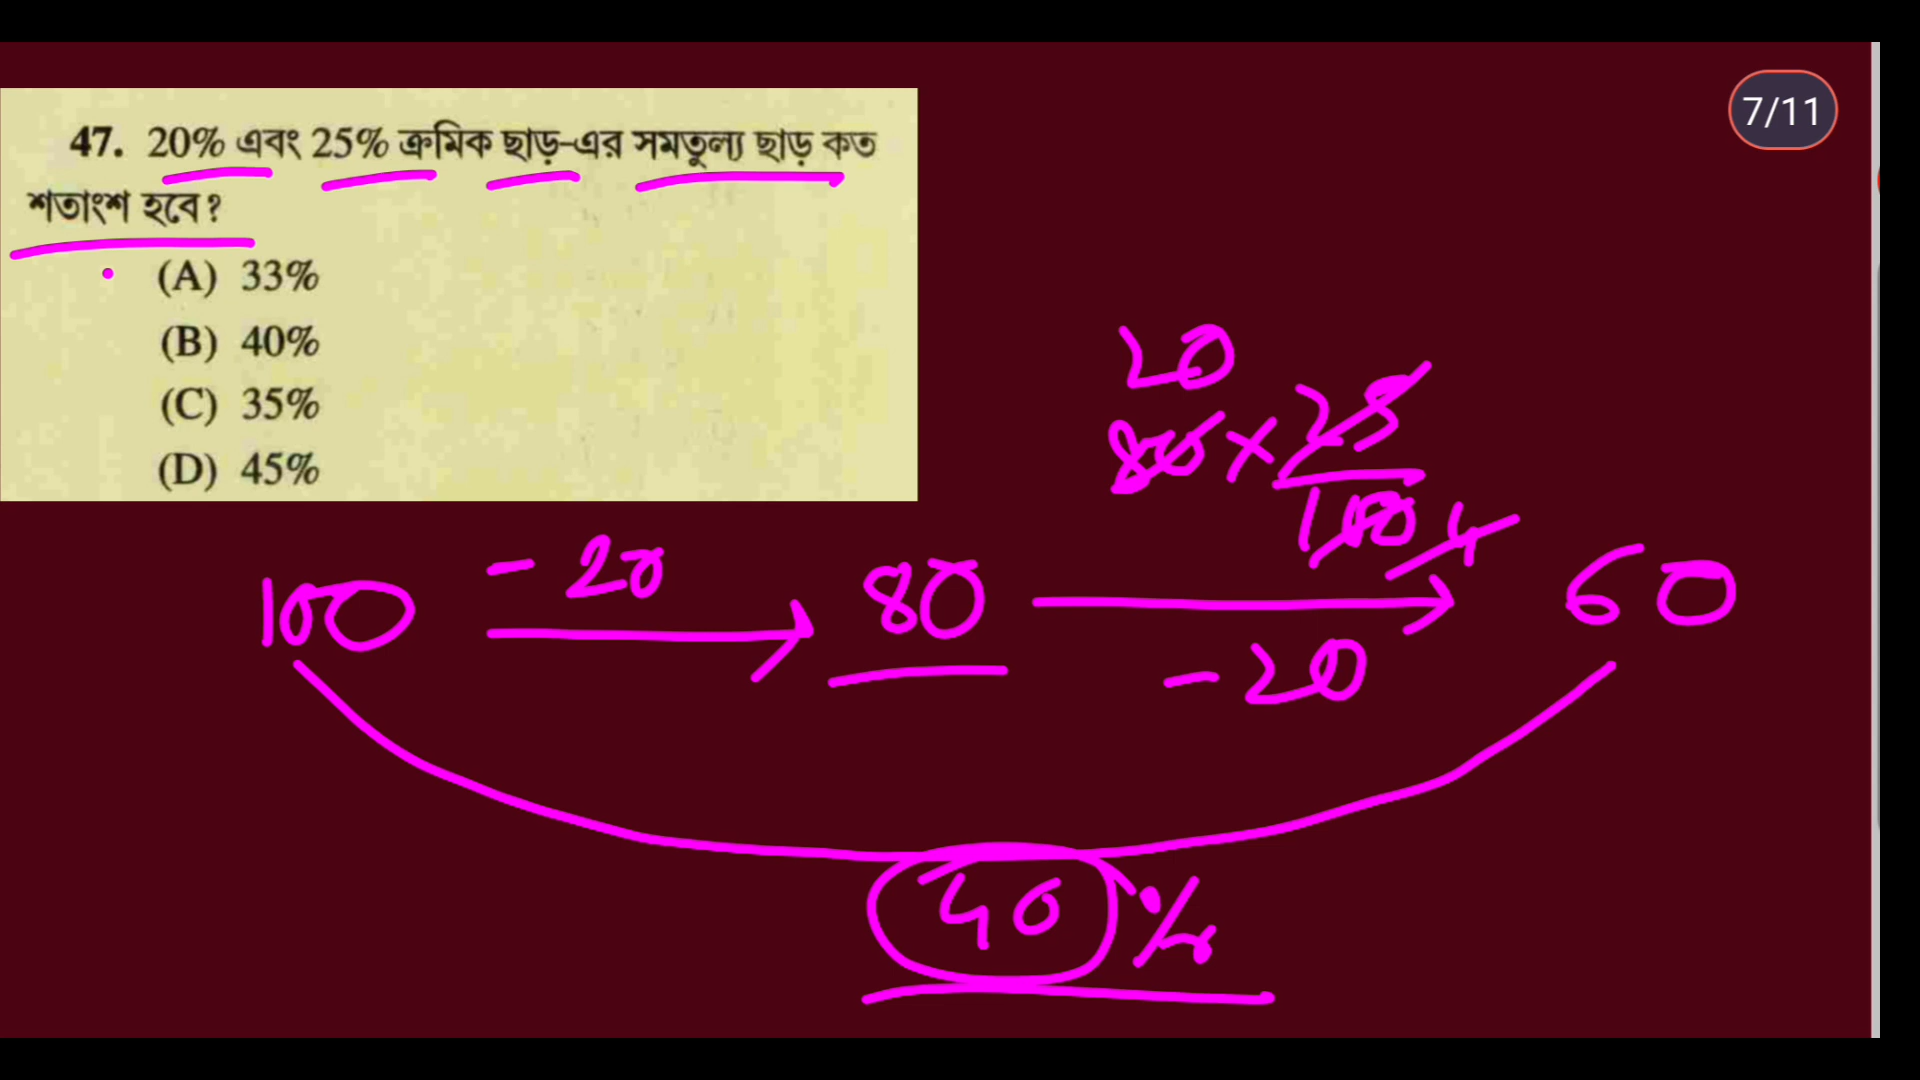 7/11
47. 20% এবং 25% ক্রমিক ছাড়-এর সমতুল্য ছাড় কত
শতাংশ হবে?
(A) 33%
(B) 40%
(C) 35%
(D) 45%
20
80 × 25
100 4
100 - 20 80 60
- 20
40 %